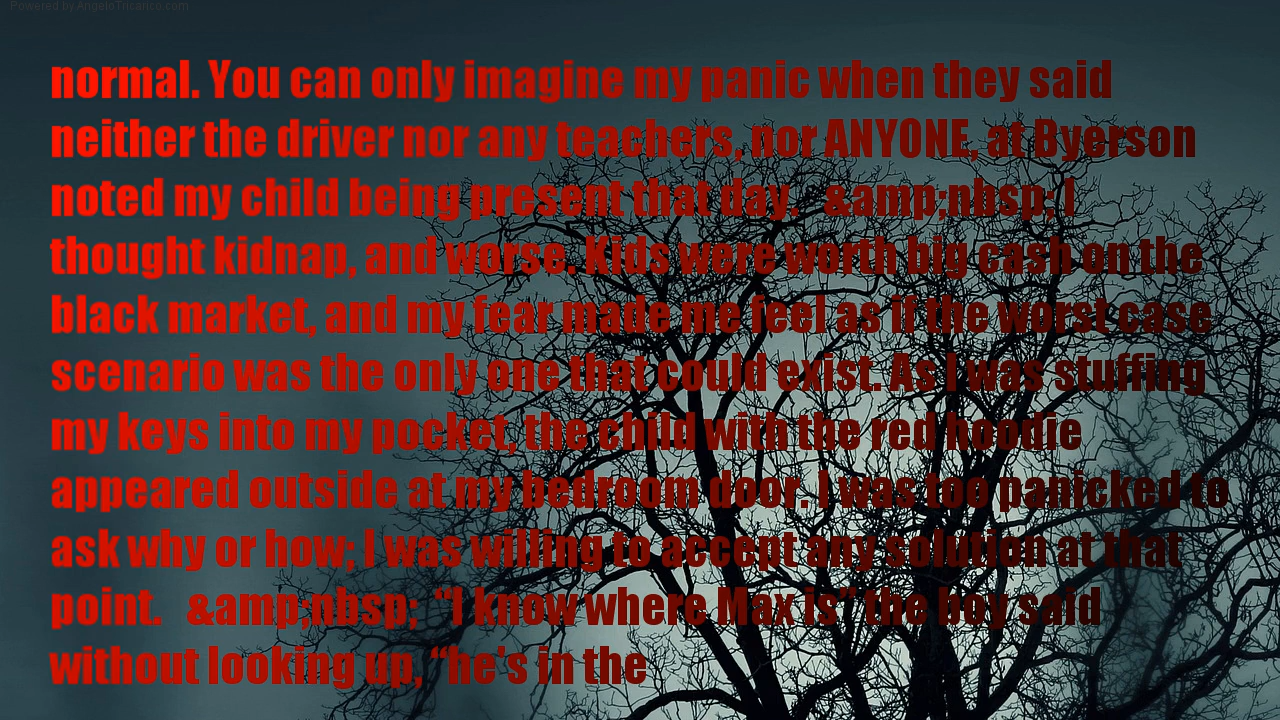 Powered by AngeloTricarico.com
normal. You can only imagine my panic when they said
neither the driver nor any teachers, nor ANYONE, at Byerson
noted my child being present that day.   &amp;nbsp; I
thought kidnap, and worse. Kids were worth big cash on the
black market, and my fear made me feel as if the worst case
scenario was the only one that could exist. As I was stuffing
my keys into my pocket, the child with the red hoodie
appeared outside at my bedroom door. I was too panicked to
ask why or how; I was willing to accept any solution at that
point.   &amp;nbsp;  “I know where Max is” the boy said
without looking up, “he's in the